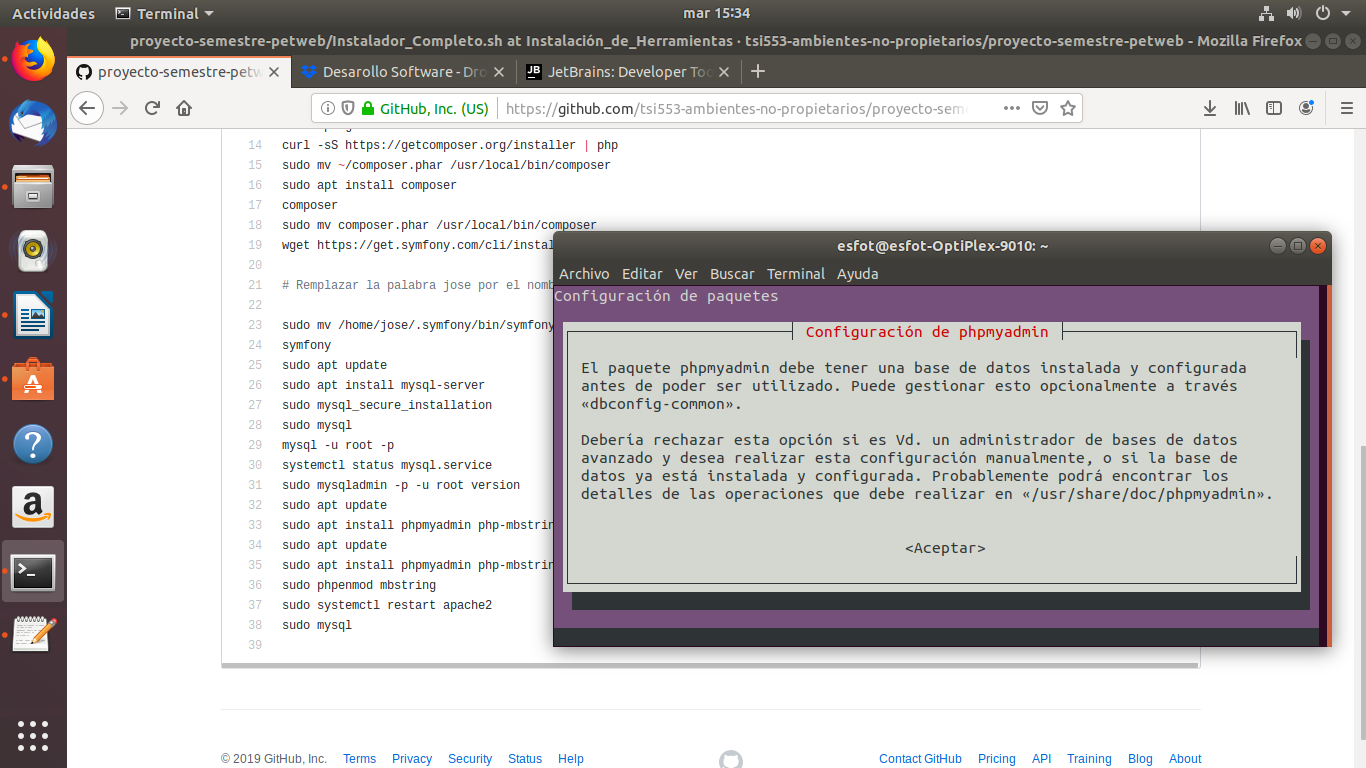 Actividades
Terminal
mar 15:34
proyecto-semestre-petweb/Instalador_Completo.sh at Instalación_de_Herramientas · tsi553-ambientes-no-propietarios/proyecto-semestre-petweb - Mozilla Firefox
proyecto-semestre-petw
Desarollo Software - Dro
JetBrains: Developer Too
GitHub, Inc. (US)
https://github.com/tsi553-ambientes-no-propietarios/proyecto-sem
14 curl -sS https://getcomposer.org/installer | php
15 sudo mv ~/composer.phar /usr/local/bin/composer
16 sudo apt install composer
17 composer
18 sudo mv composer.phar /usr/local/bin/composer
19 wget https://get.symfony.com/cli/instal
20
21 # Remplazar la palabra jose por el nomb
22
23 sudo mv /home/jose/.symfony/bin/symfony
24 symfony
25 sudo apt update
26 sudo apt install mysql-server
27 sudo mysql_secure_installation
28 sudo mysql
29 mysql -u root -p
30 systemctl status mysql.service
31 sudo mysqladmin -p -u root version
32 sudo apt update
33 sudo apt install phpmyadmin php-mbstrin
34 sudo apt update
35 sudo apt install phpmyadmin php-mbstrin
36 sudo phpenmod mbstring
37 sudo systemctl restart apache2
38 sudo mysql
39
esfot@esfot-OptiPlex-9010: ~
Archivo Editar Ver Buscar Terminal Ayuda
Configuración de paquetes
Configuración de phpmyadmin
El paquete phpmyadmin debe tener una base de datos instalada y configurada
antes de poder ser utilizado. Puede gestionar esto opcionalmente a través
«dbconfig-common».
Debería rechazar esta opción si es Vd. un administrador de bases de datos
avanzado y desea realizar esta configuración manualmente, o si la base de
datos ya está instalada y configurada. Probablemente podrá encontrar los
detalles de las operaciones que debe realizar en «/usr/share/doc/phpmyadmin».
<Aceptar>
© 2019 GitHub, Inc. Terms Privacy Security Status Help
Contact GitHub Pricing API Training Blog About